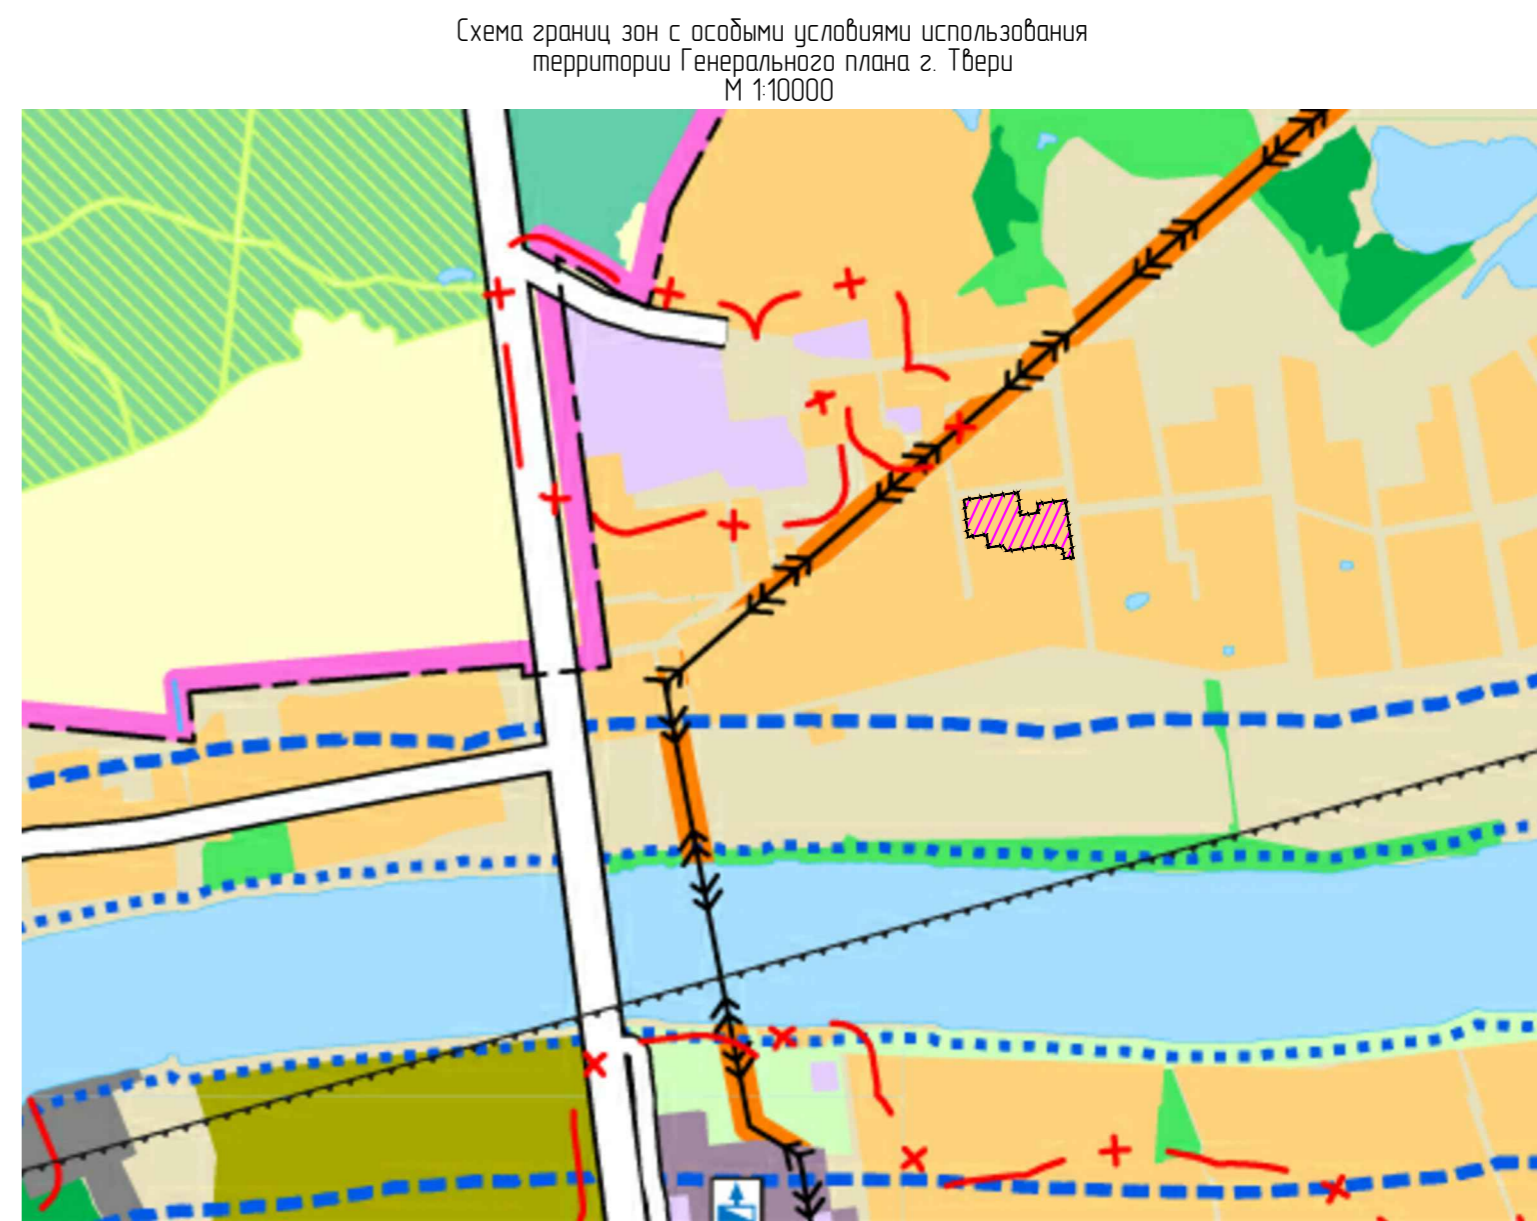 Схема границ зон с особыми условиями использования
территории Генерального плана г. Твери
М 1:10000